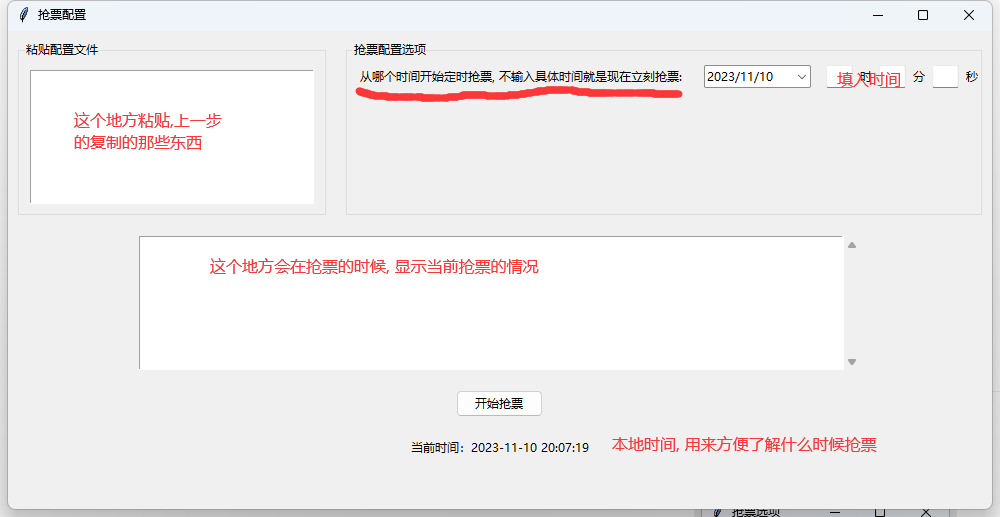 抢票配置
粘贴配置文件
抢票配置选项
从哪个时间开始定时抢票, 不输入具体时间就是现在立刻抢票:
2023/11/10
时
填入时间
分
秒
这个地方粘贴,上一步
的复制的那些东西
这个地方会在抢票的时候, 显示当前抢票的情况
开始抢票
当前时间：2023-11-10 20:07:19
本地时间, 用来方便了解什么时候抢票
抢票选项